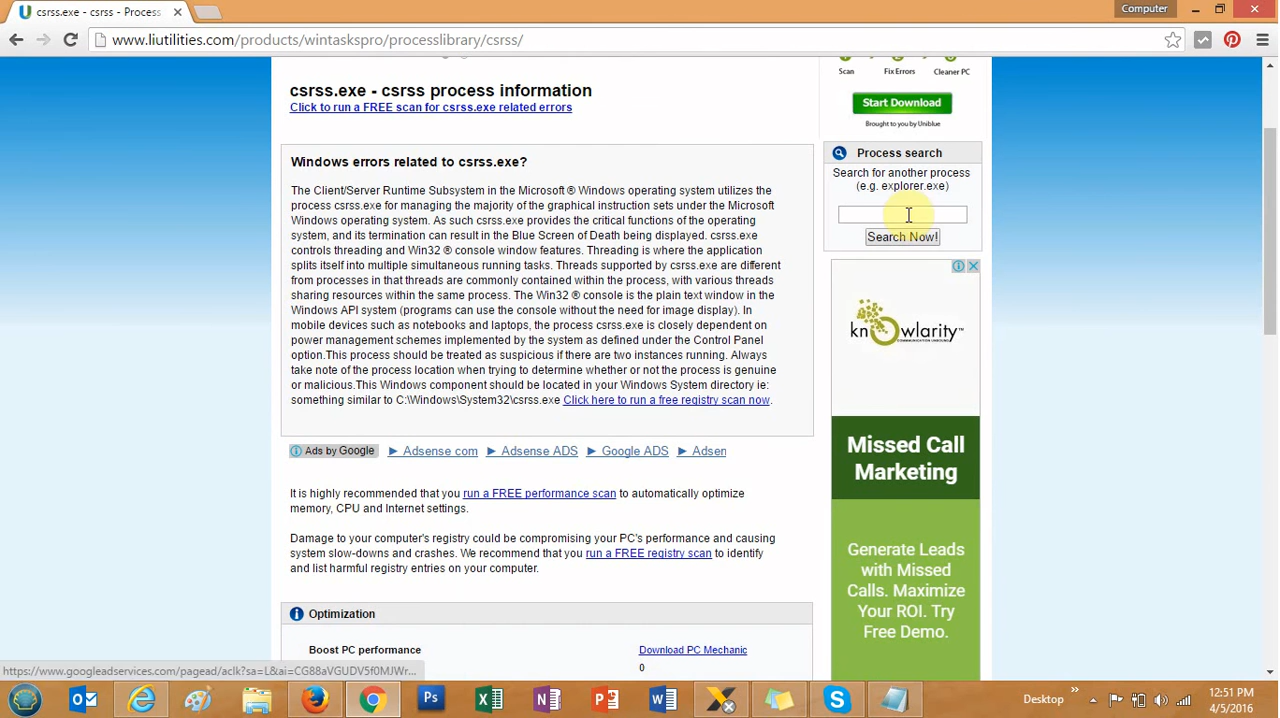 csrss.exe - csrss - Process
Computer
www.liutilities.com/products/wintaskspro/processlibrary/csrss/
Scan Fix Errors Cleaner PC
Start Download
Brought to you by Uniblue
csrss.exe - csrss process information
Click to run a FREE scan for csrss.exe related errors
Windows errors related to csrss.exe?
The Client/Server Runtime Subsystem in the Microsoft ® Windows operating system utilizes the
process csrss.exe for managing the majority of the graphical instruction sets under the Microsoft
Windows operating system. As such csrss.exe provides the critical functions of the operating
system, and its termination can result in the Blue Screen of Death being displayed. csrss.exe
controls threading and Win32 ® console window features. Threading is where the application
splits itself into multiple simultaneous running tasks. Threads supported by csrss.exe are different
from processes in that threads are commonly contained within the process, with various threads
sharing resources within the same process. The Win32 ® console is the plain text window in the
Windows API system (programs can use the console without the need for image display). In
mobile devices such as notebooks and laptops, the process csrss.exe is closely dependent on
power management schemes implemented by the system as defined under the Control Panel
option.This process should be treated as suspicious if there are two instances running. Always
take note of the process location when trying to determine whether or not the process is genuine
or malicious.This Windows component should be located in your Windows System directory ie:
something similar to C:\Windows\System32\csrss.exe Click here to run a free registry scan now.
Process search
Search for another process
(e.g. explorer.exe)
Search Now!
knowlarity™
COMMUNICATION UNBOUND
Missed Call
Marketing
Generate Leads
with Missed
Calls. Maximize
Your ROI. Try
Free Demo.
Ads by Google ► Adsense com ► Adsense ADS ► Google ADS ► Adsen
It is highly recommended that you run a FREE performance scan to automatically optimize
memory, CPU and Internet settings.
Damage to your computer's registry could be compromising your PC's performance and causing
system slow-downs and crashes. We recommend that you run a FREE registry scan to identify
and list harmful registry entries on your computer.
Optimization
Boost PC performance Download PC Mechanic
0
https://www.googleadservices.com/pagead/aclk?sa=L&ai=CG88aVGUDV5f0MJWr...
Desktop
12:51 PM
4/5/2016